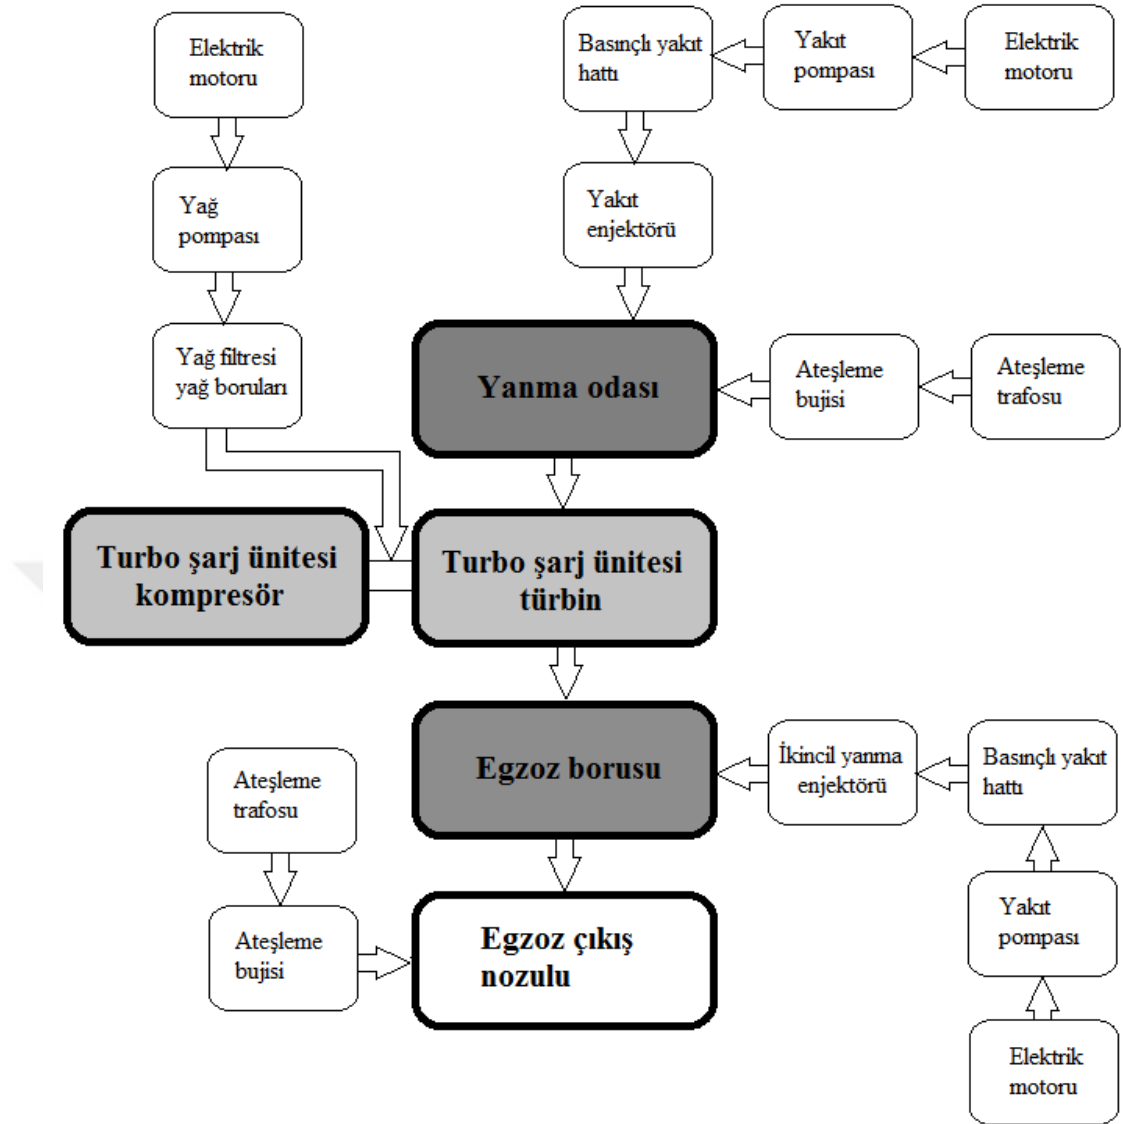 Elektrik
motoru
Basınçlı yakıt
hattı
Yakıt
pompası
Elektrik
motoru
Yağ
pompası
Yakıt
enjektörü
Yağ filtresi
yağ boruları
Yanma odası
Ateşleme
bujisi
Ateşleme
trafosu
Turbo şarj ünitesi
kompresör
Turbo şarj ünitesi
türbin
Egzoz borusu
İkincil yanma
enjektörü
Basınçlı yakıt
hattı
Ateşleme
trafosu
Yakıt
pompası
Ateşleme
bujisi
Egzoz çıkış
nozulu
Elektrik
motoru